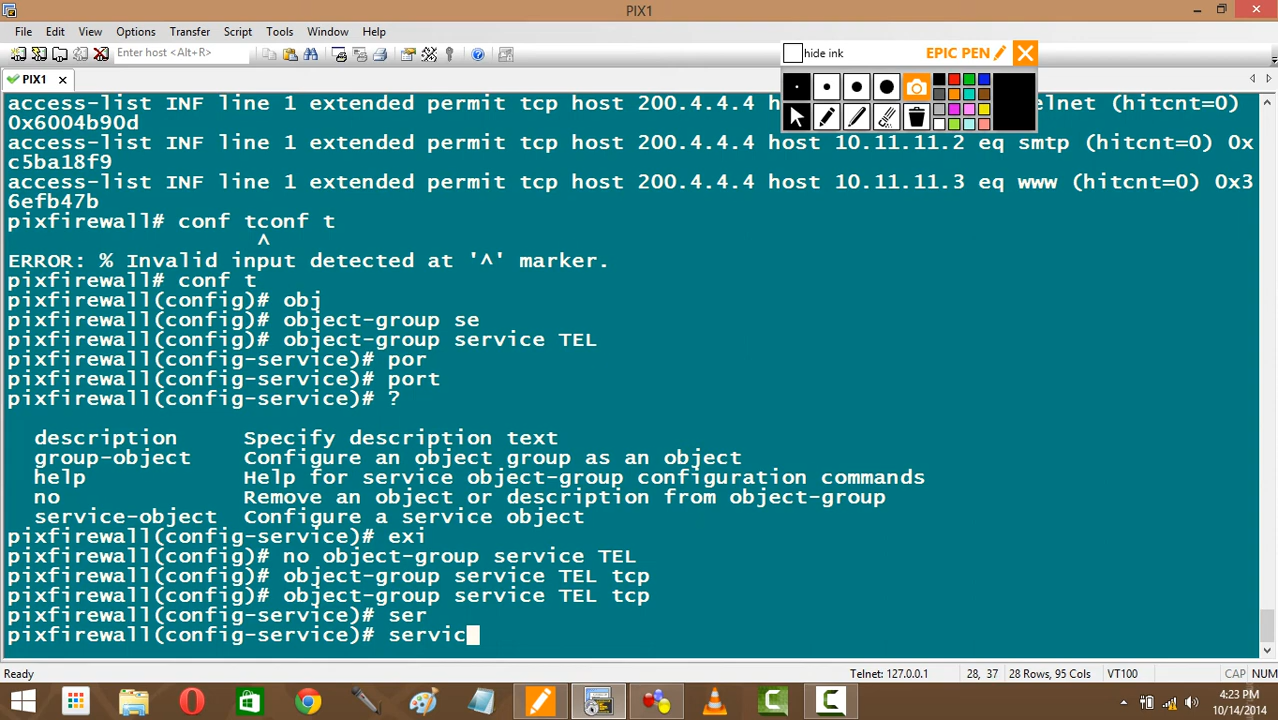 PIX1
File Edit View Options Transfer Script Tools Window Help
Enter host <Alt+R>
hide ink EPIC PEN
PIX1
access-list INF line 1 extended permit tcp host 200.4.4.4 h elnet (hitcnt=0)
0x6004b90d
access-list INF line 1 extended permit tcp host 200.4.4.4 host 10.11.11.2 eq smtp (hitcnt=0) 0x
c5ba18f9
access-list INF line 1 extended permit tcp host 200.4.4.4 host 10.11.11.3 eq www (hitcnt=0) 0x3
6efb47b
pixfirewall# conf tconf t
^
ERROR: % Invalid input detected at '^' marker.
pixfirewall# conf t
pixfirewall(config)# obj
pixfirewall(config)# object-group se
pixfirewall(config)# object-group service TEL
pixfirewall(config-service)# por
pixfirewall(config-service)# port
pixfirewall(config-service)# ?
description Specify description text
group-object Configure an object group as an object
help Help for service object-group configuration commands
no Remove an object or description from object-group
service-object Configure a service object
pixfirewall(config-service)# exi
pixfirewall(config)# no object-group service TEL
pixfirewall(config)# object-group service TEL tcp
pixfirewall(config)# object-group service TEL tcp
pixfirewall(config-service)# ser
pixfirewall(config-service)# servic
Ready Telnet: 127.0.0.1 28, 37 28 Rows, 95 Cols VT100 CAP NUM
4:23 PM
10/14/2014